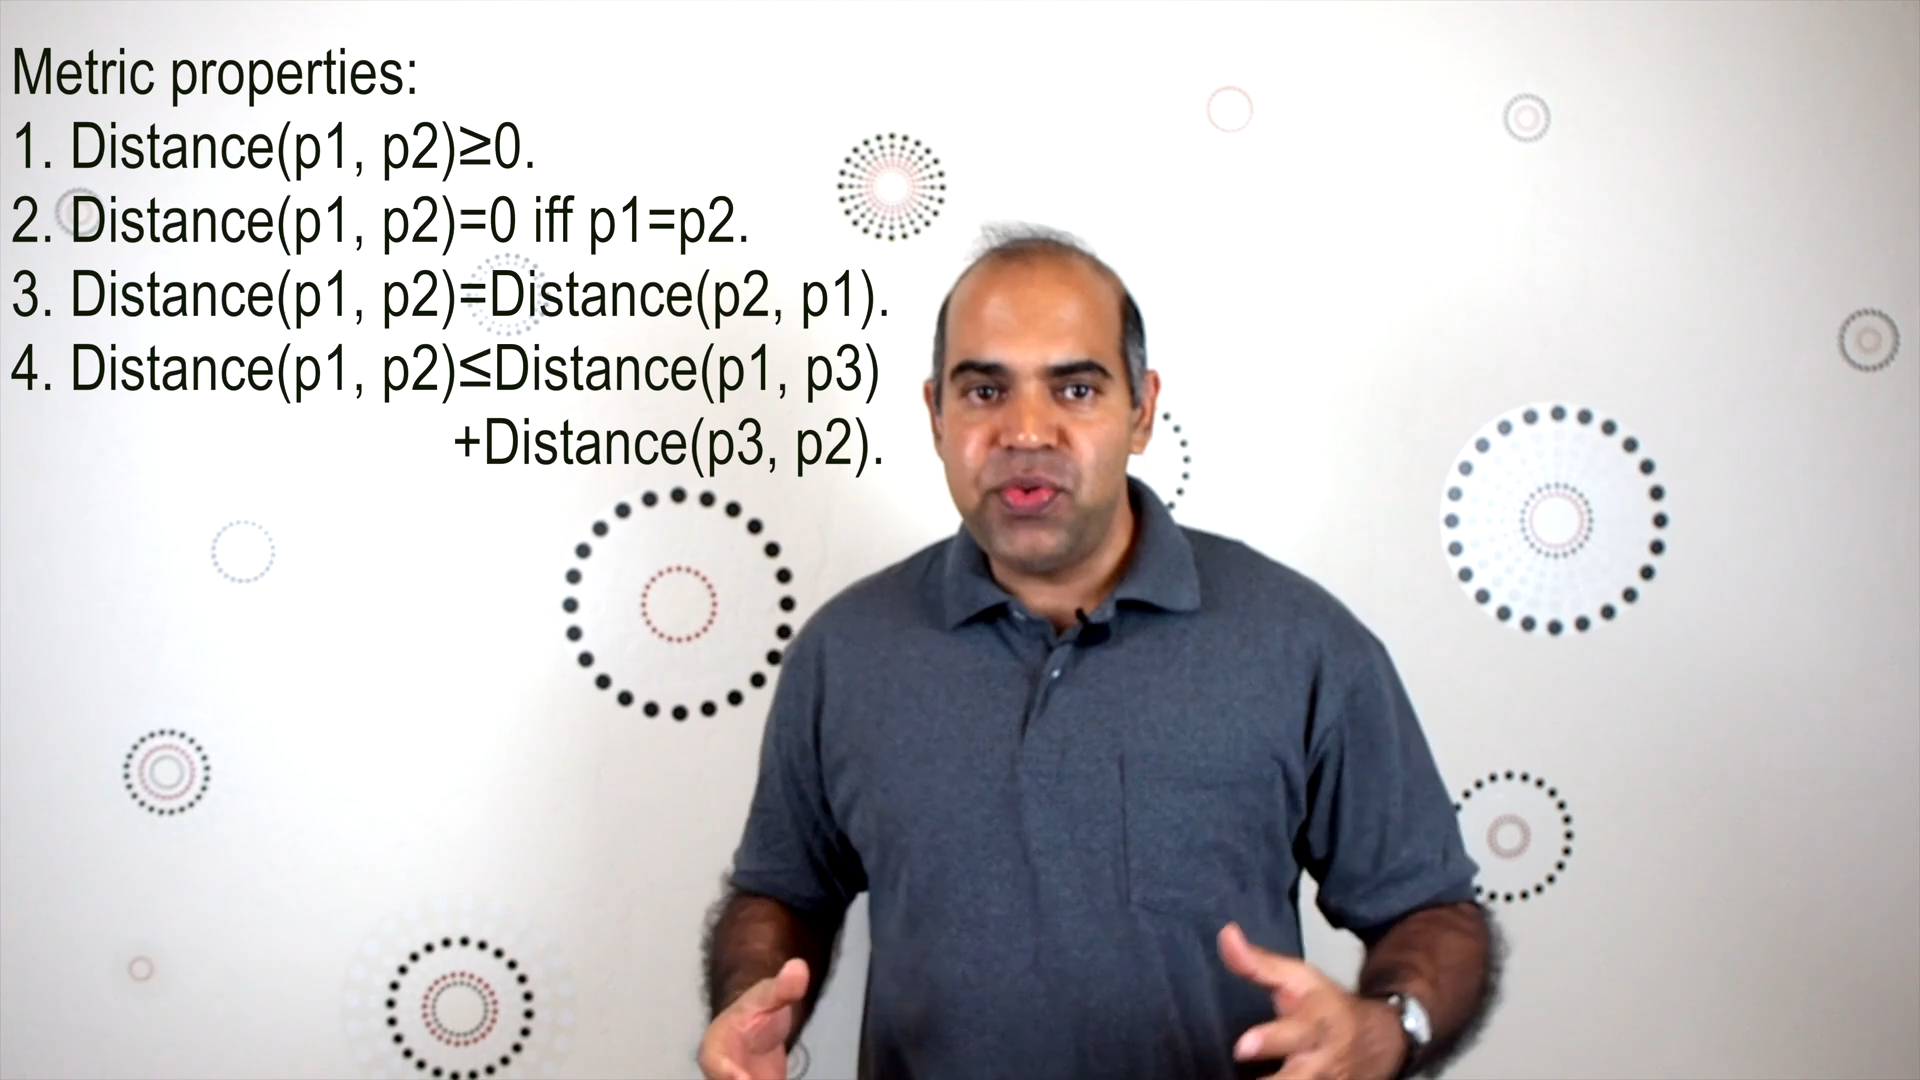 Metric properties:
1. Distance(p1, p2)≥0.
2. Distance(p1, p2)=0 iff p1=p2.
3. Distance(p1, p2)=Distance(p2, p1).
4. Distance(p1, p2)≤Distance(p1, p3)
+Distance(p3, p2).